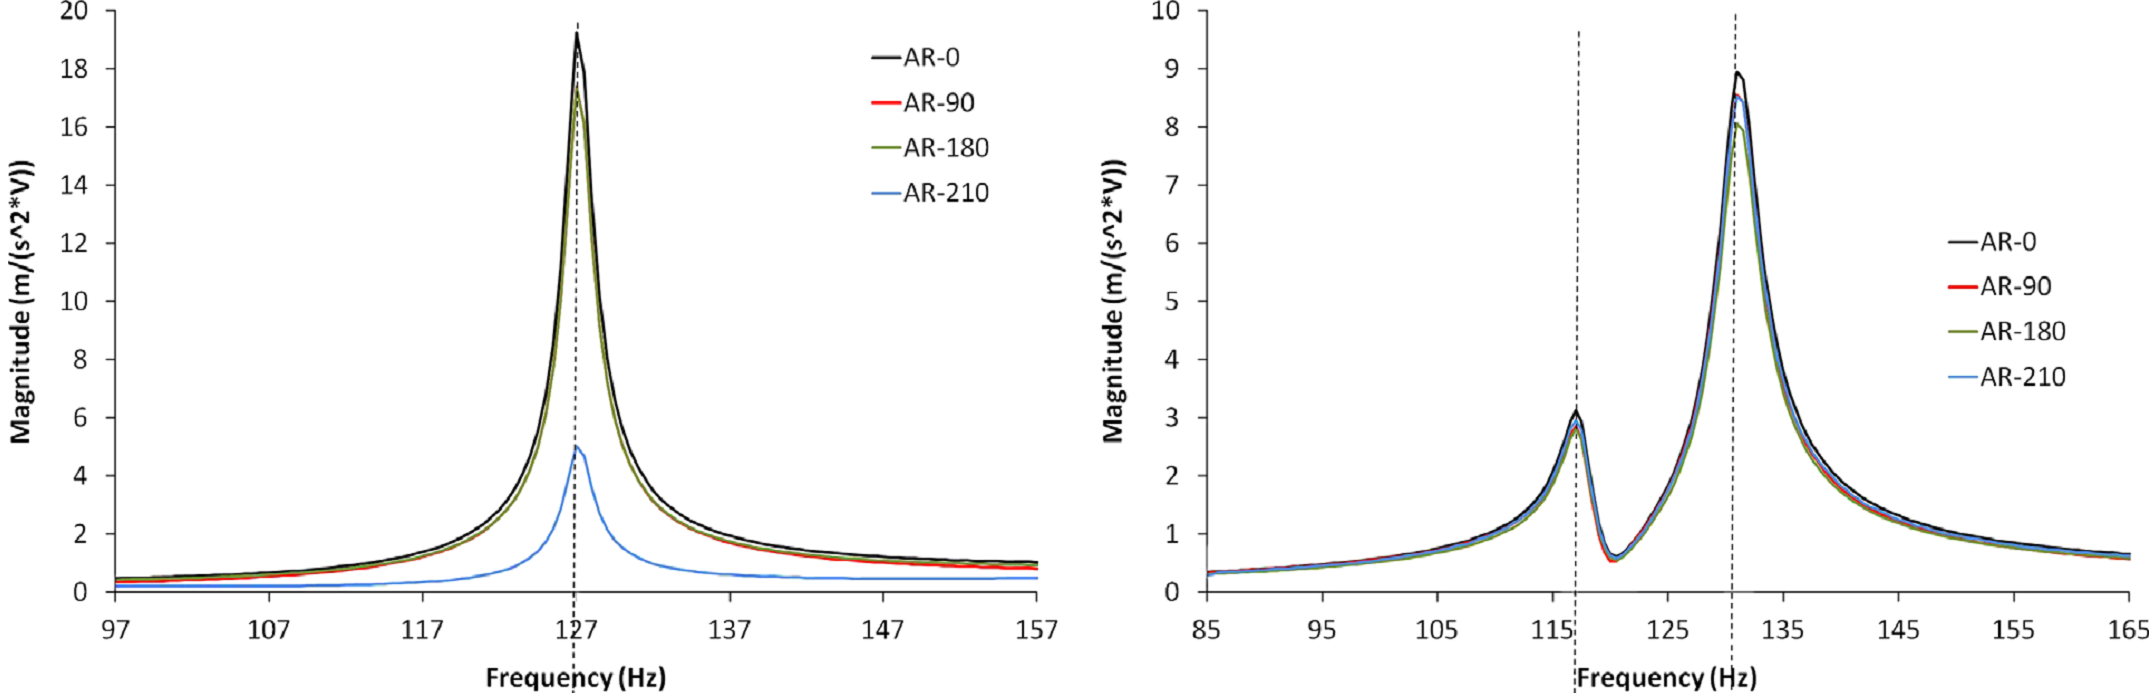 20
18
16
14
12
10
8
6
4
2
0
Magnitude (m/(s^2*V))
AR-0
AR-90
AR-180
AR-210
97 107 117 127 137 147 157
Frequency (Hz)
10
9
8
7
6
5
4
3
2
1
0
Magnitude (m/(s^2*V))
AR-0
AR-90
AR-180
AR-210
85 95 105 115 125 135 145 155 165
Frequency (Hz)